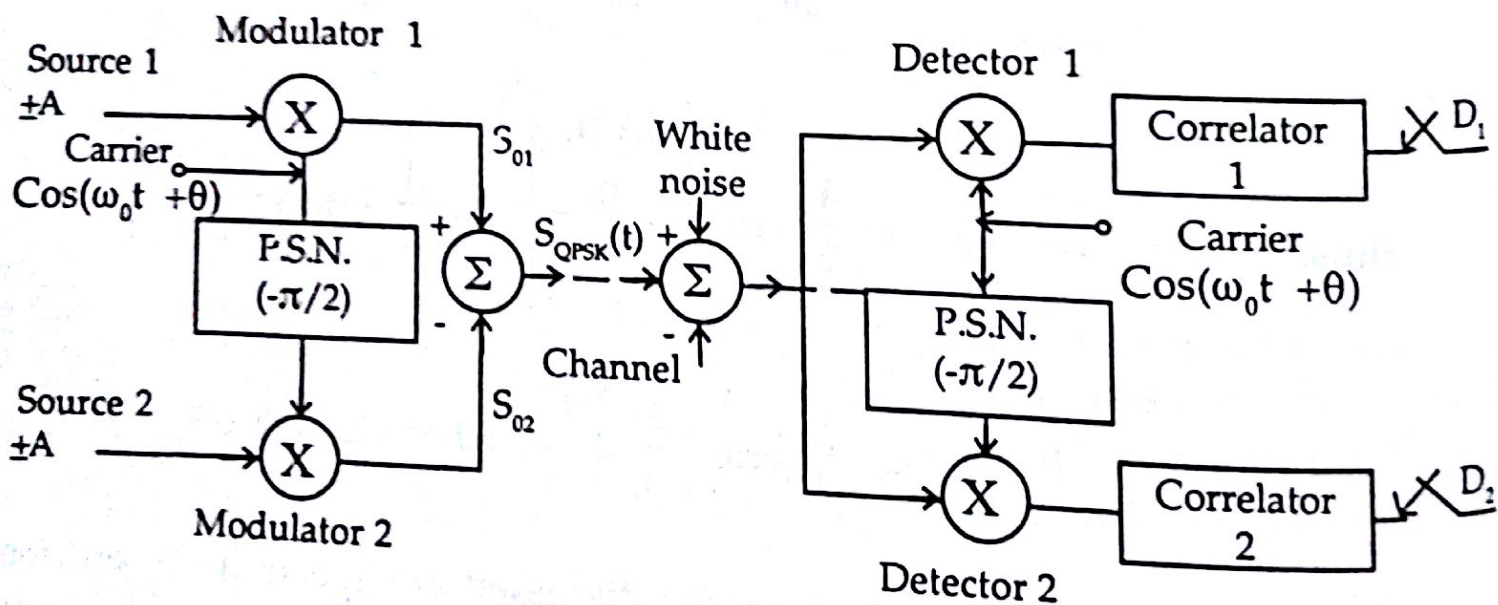 Modulator 1
Source 1
±A
X
Carrier
Cos(ω₀t +θ)
P.S.N.
(-π/2)
Source 2
±A
X
Modulator 2
S₀₁
+
Σ
-
S₀₂
S_QPSK(t)
White
noise
+
Σ
-
Channel
Detector 1
X
Correlator
1
D₁
Carrier
Cos(ω₀t +θ)
P.S.N.
(-π/2)
X
Detector 2
Correlator
2
D₂